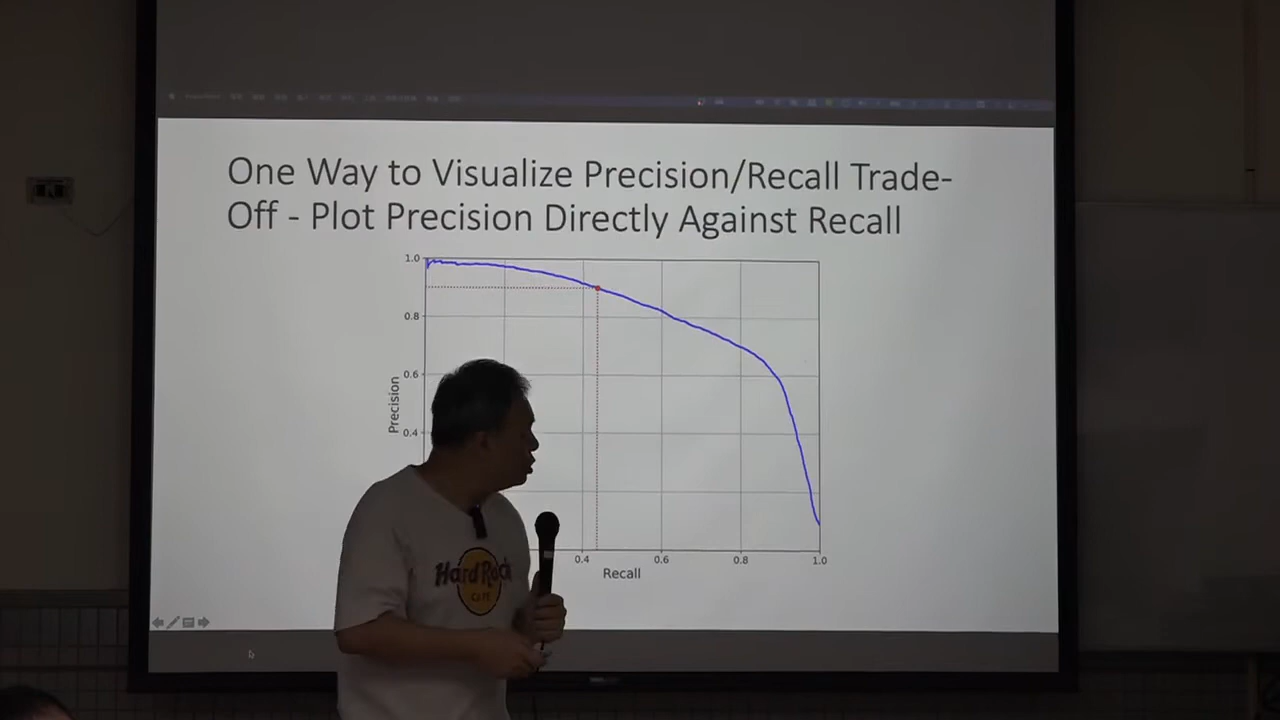 One Way to Visualize Precision/Recall Trade-
Off - Plot Precision Directly Against Recall
1.0
0.8
0.6
0.4
Precision
0.4 0.6 0.8 1.0
Recall
Hard Rock
CAFE